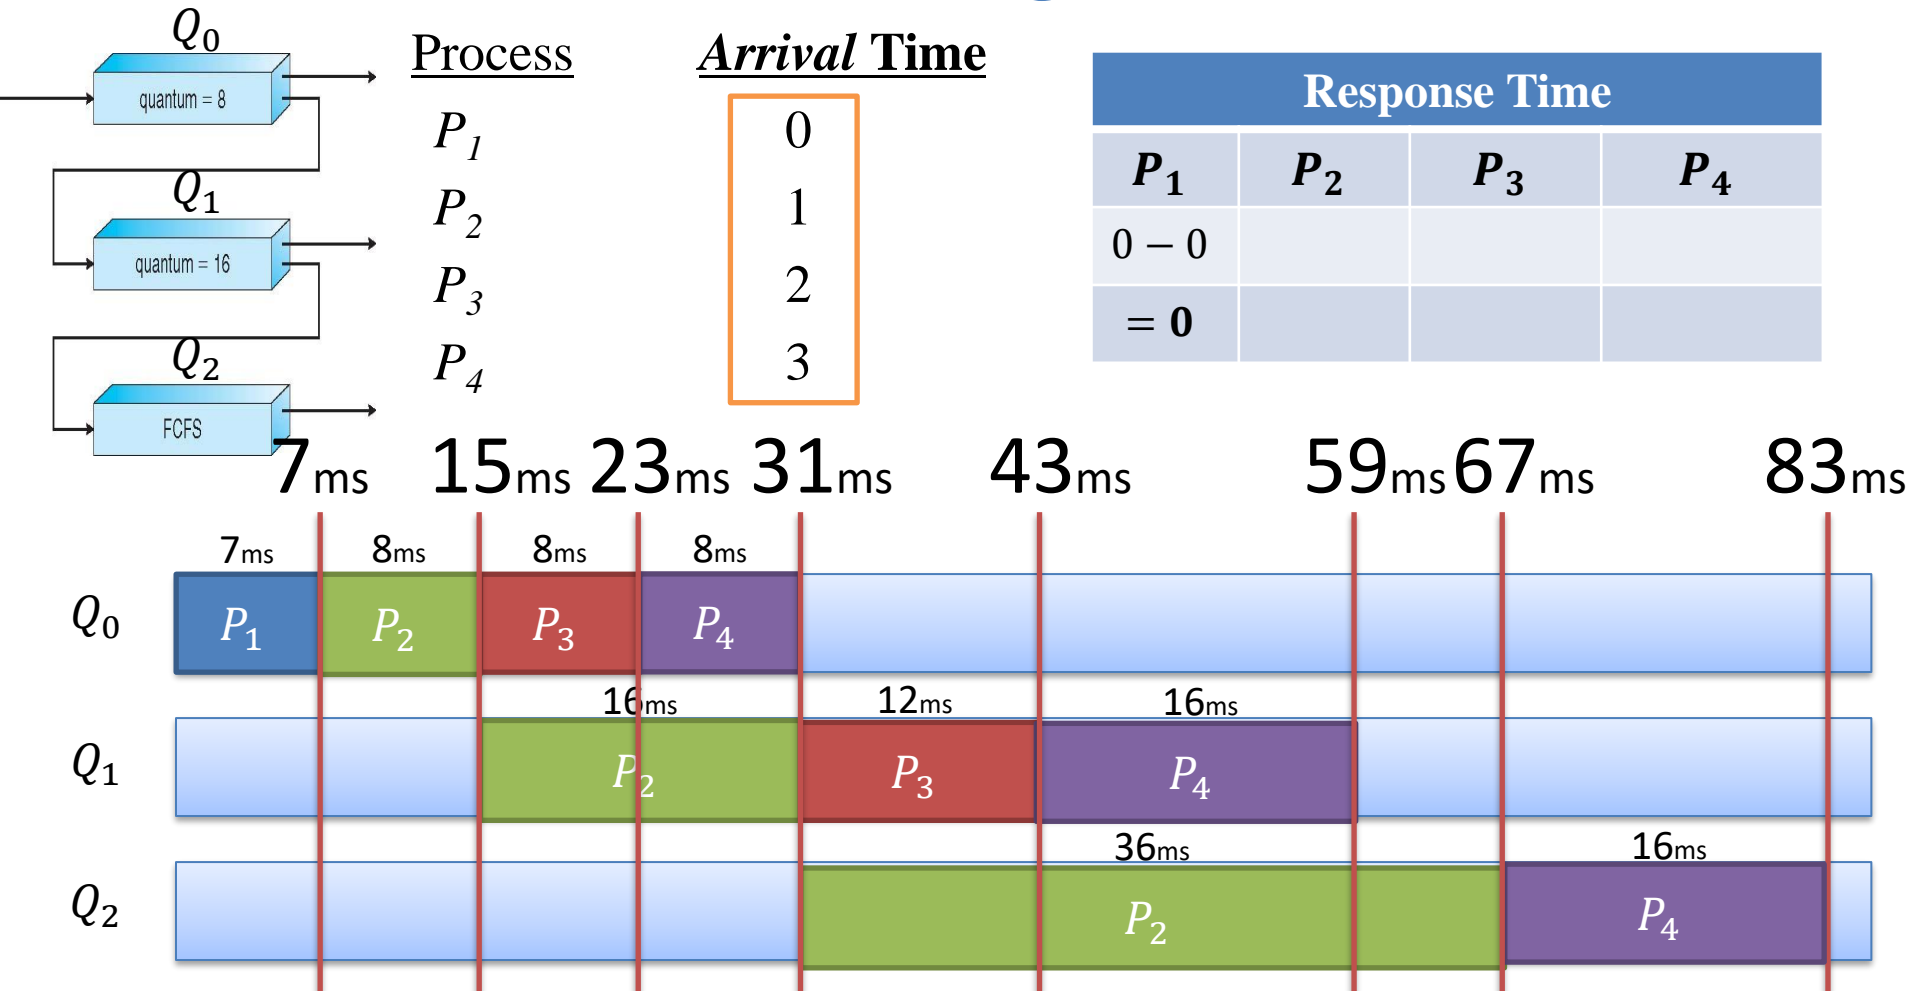 Q0
quantum = 8
Q1
quantum = 16
Q2
FCFS
Process Arrival Time
P1 0
P2 1
P3 2
P4 3
Response Time
P1 P2 P3 P4
0 − 0
= 0
7ms 15ms 23ms 31ms 43ms 59ms 67ms 83ms
7ms 8ms 8ms 8ms
Q0 P1 P2 P3 P4
16ms 12ms 16ms
Q1 P2 P3 P4
36ms 16ms
Q2 P2 P4